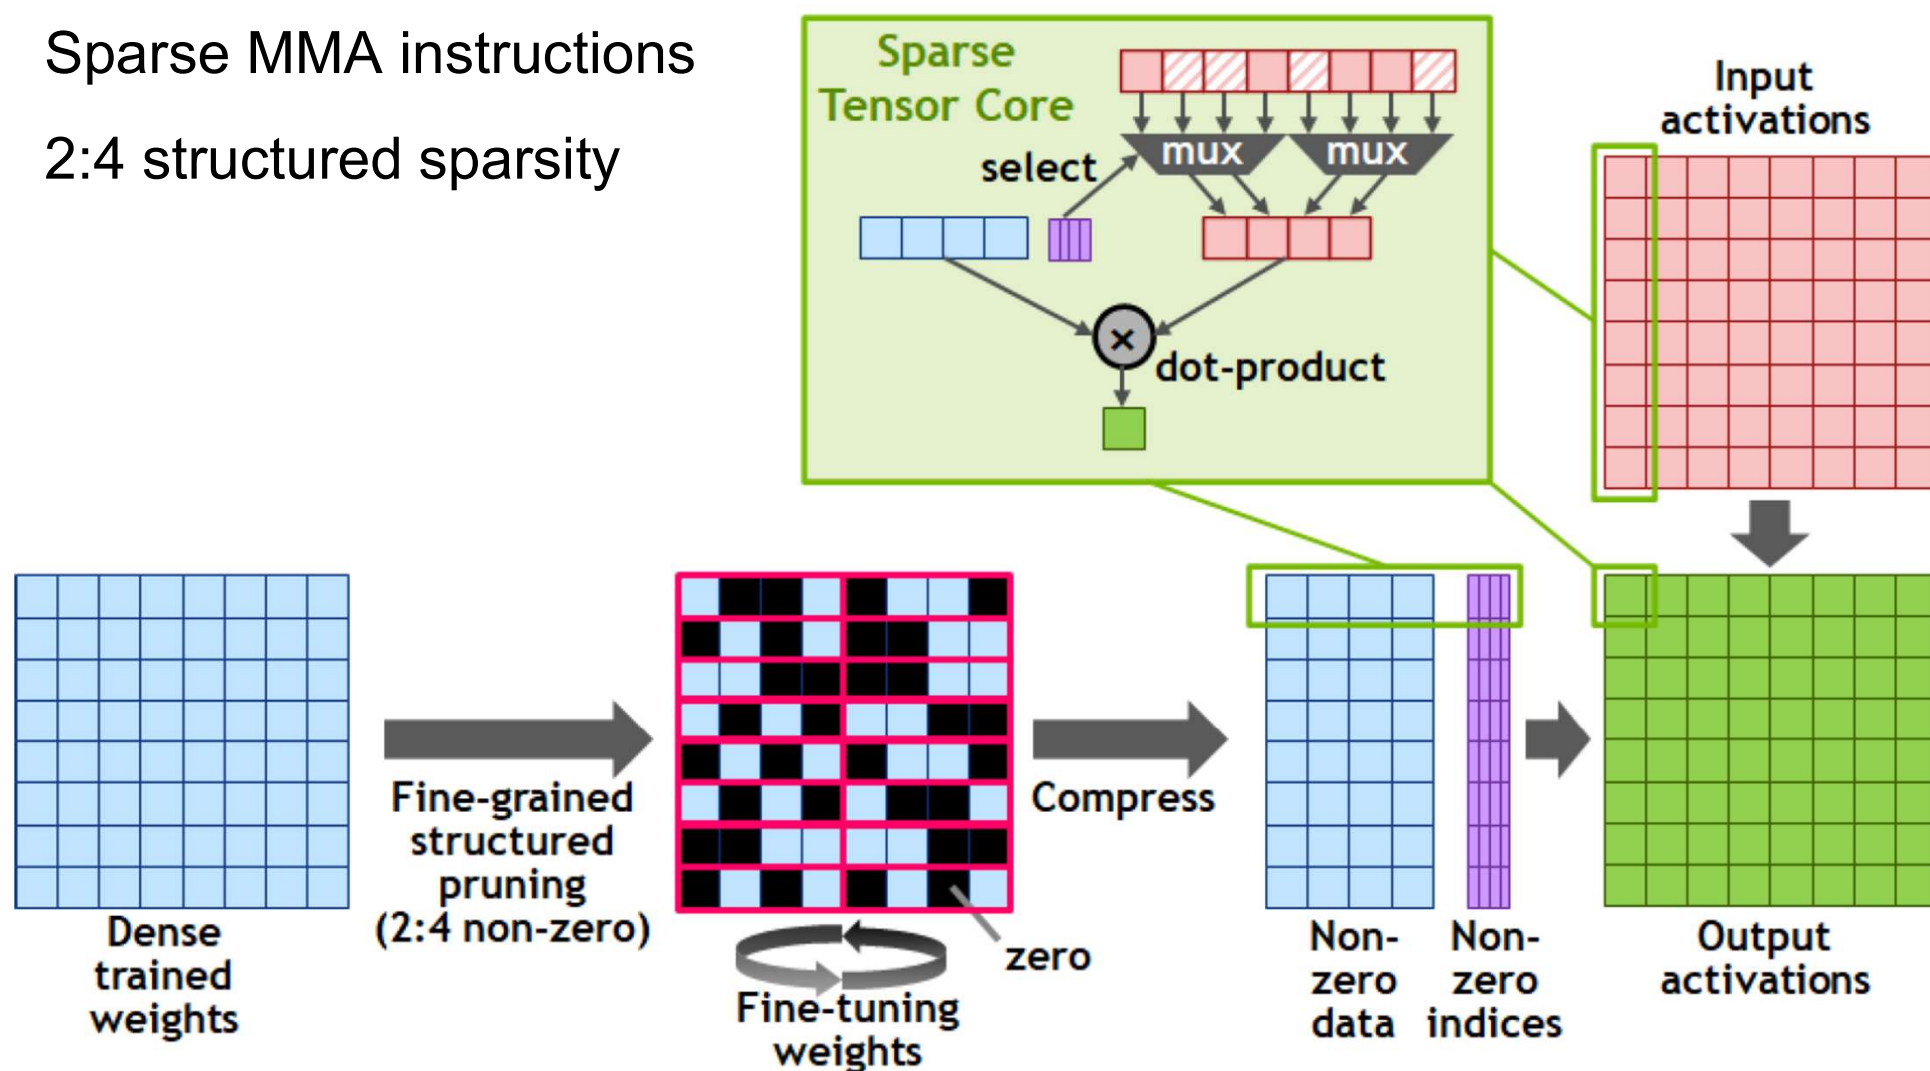 Sparse MMA instructions
2:4 structured sparsity
Sparse
Tensor Core
mux
mux
select
×
dot-product
Input
activations
Dense
trained
weights
Fine-grained
structured
pruning
(2:4 non-zero)
zero
Fine-tuning
weights
Compress
Non-
zero
data
Non-
zero
indices
Output
activations